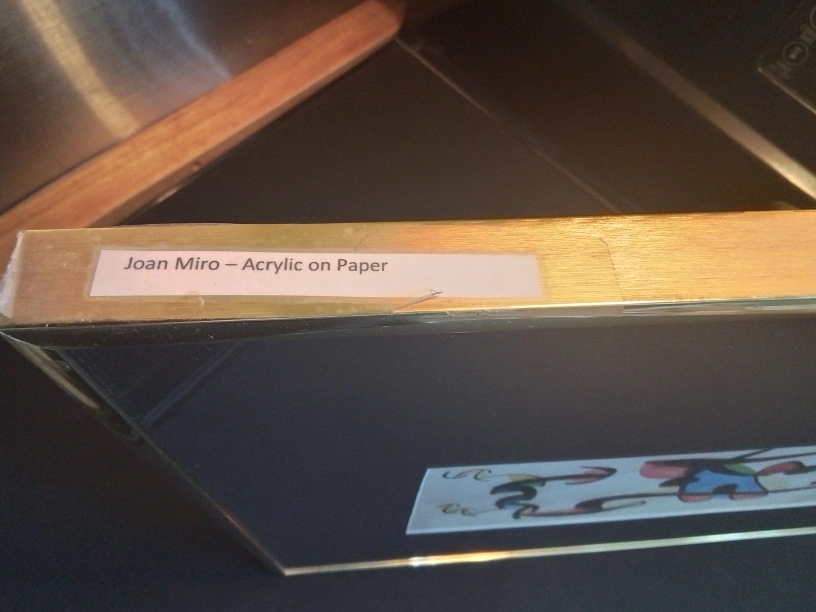 Joan Miro – Acrylic on Paper